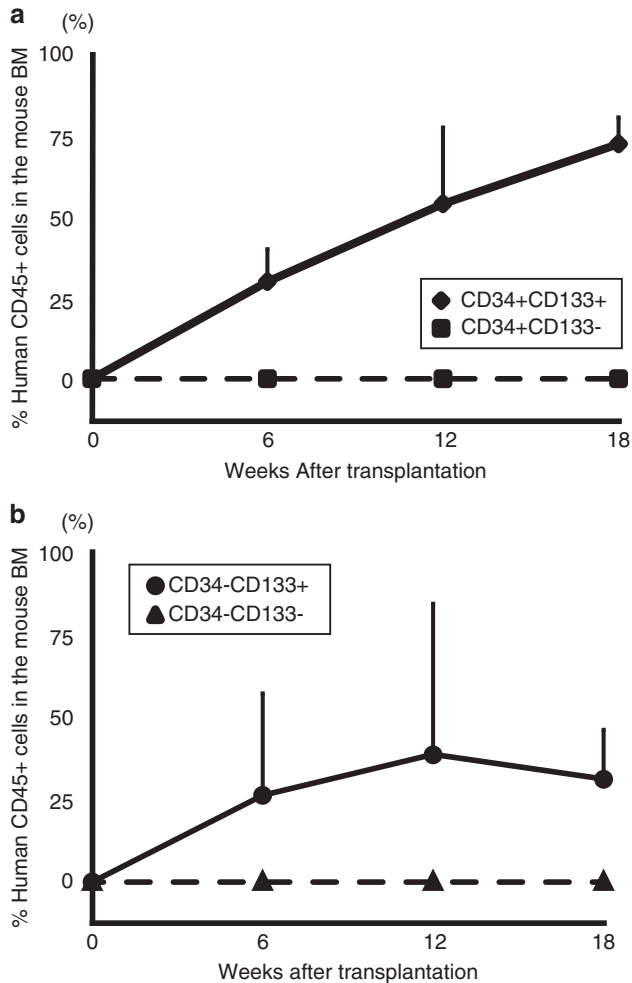 a
(%)
% Human CD45+ cells in the mouse BM
100
75
50
25
0
CD34+CD133+
CD34+CD133-
0 6 12 18
Weeks After transplantation
b
(%)
% Human CD45+ cells in the mouse BM
100
75
50
25
0
CD34-CD133+
CD34-CD133-
0 6 12 18
Weeks after transplantation